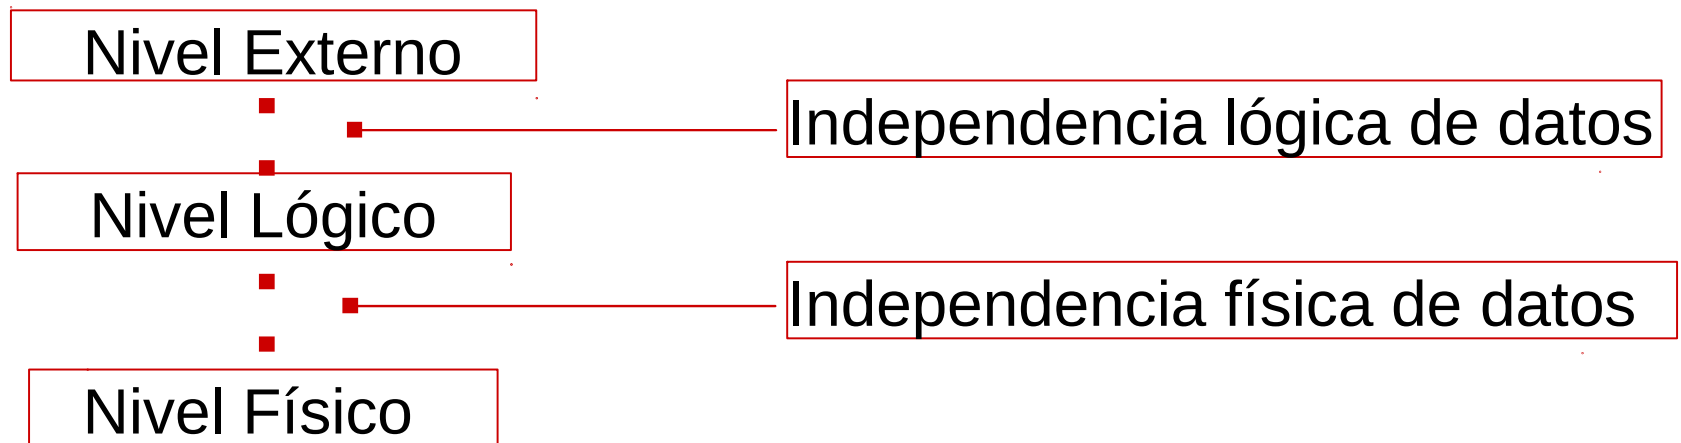 Nivel Externo
Independencia lógica de datos
Nivel Lógico
Independencia física de datos
Nivel Físico